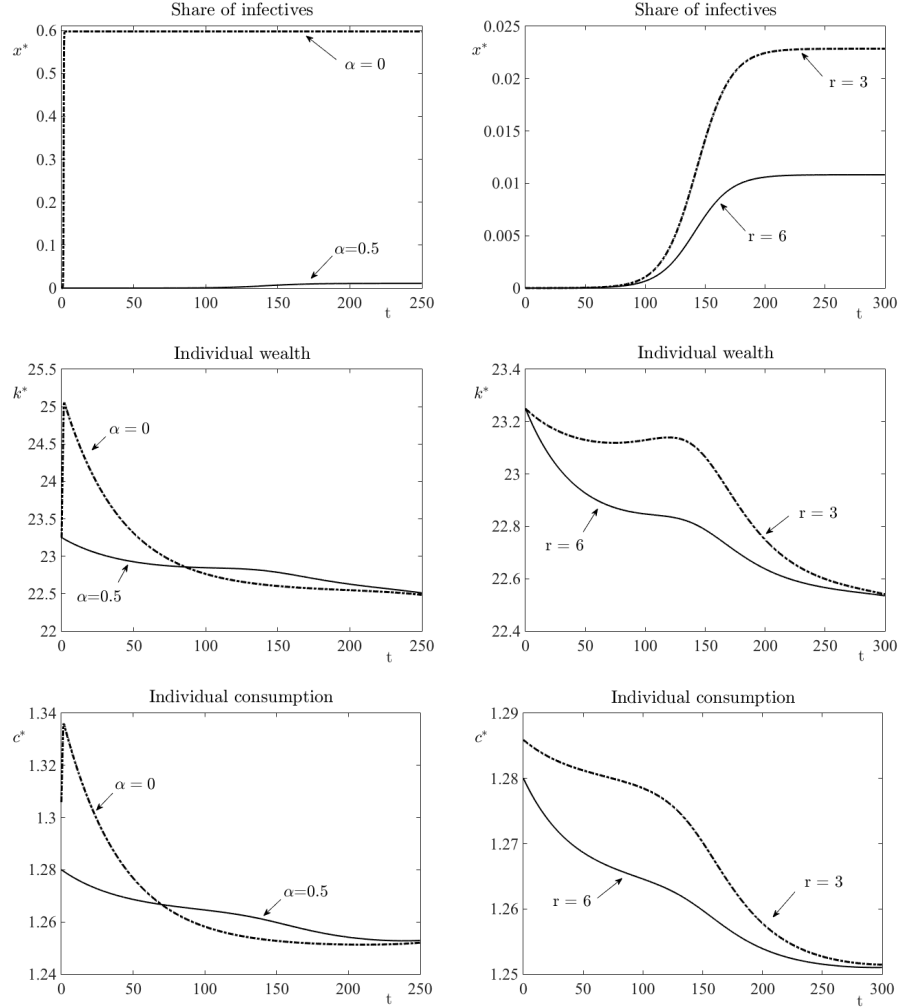 Share of infectives
x*
0.6
0.5
0.4
0.3
0.2
0.1
0
0 50 100 150 200 250
t
α = 0
α=0.5
Share of infectives
x*
0.025
0.02
0.015
0.01
0.005
0
0 50 100 150 200 250 300
t
r = 3
r = 6
Individual wealth
k*
25.5
25
24.5
24
23.5
23
22.5
22
0 50 100 150 200 250
t
α = 0
α=0.5
Individual wealth
k*
23.4
23.2
23
22.8
22.6
22.4
0 50 100 150 200 250 300
t
r = 3
r = 6
Individual consumption
c*
1.34
1.32
1.3
1.28
1.26
1.24
0 50 100 150 200 250
t
α = 0
α=0.5
Individual consumption
c*
1.29
1.28
1.27
1.26
1.25
0 50 100 150 200 250 300
t
r = 3
r = 6